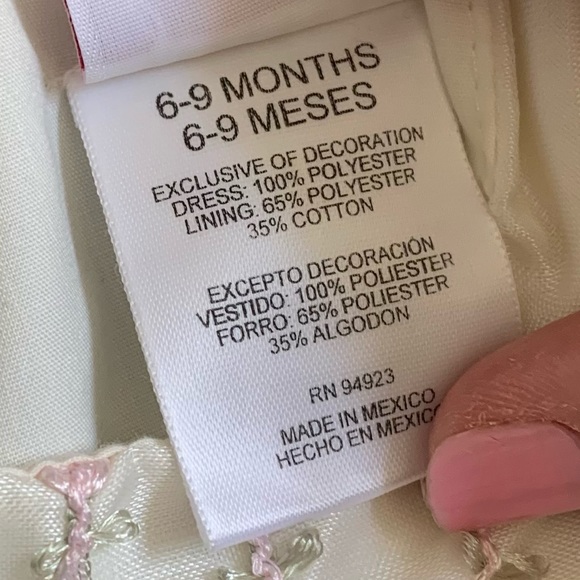 6-9 MONTHS
6-9 MESES
EXCLUSIVE OF DECORATION
DRESS: 100% POLYESTER
LINING: 65% POLYESTER
35% COTTON
EXCEPTO DECORACIÓN
VESTIDO: 100% POLIESTER
FORRO: 65% POLIESTER
35% ALGODON
RN 94923
MADE IN MEXICO
HECHO EN MEXICO